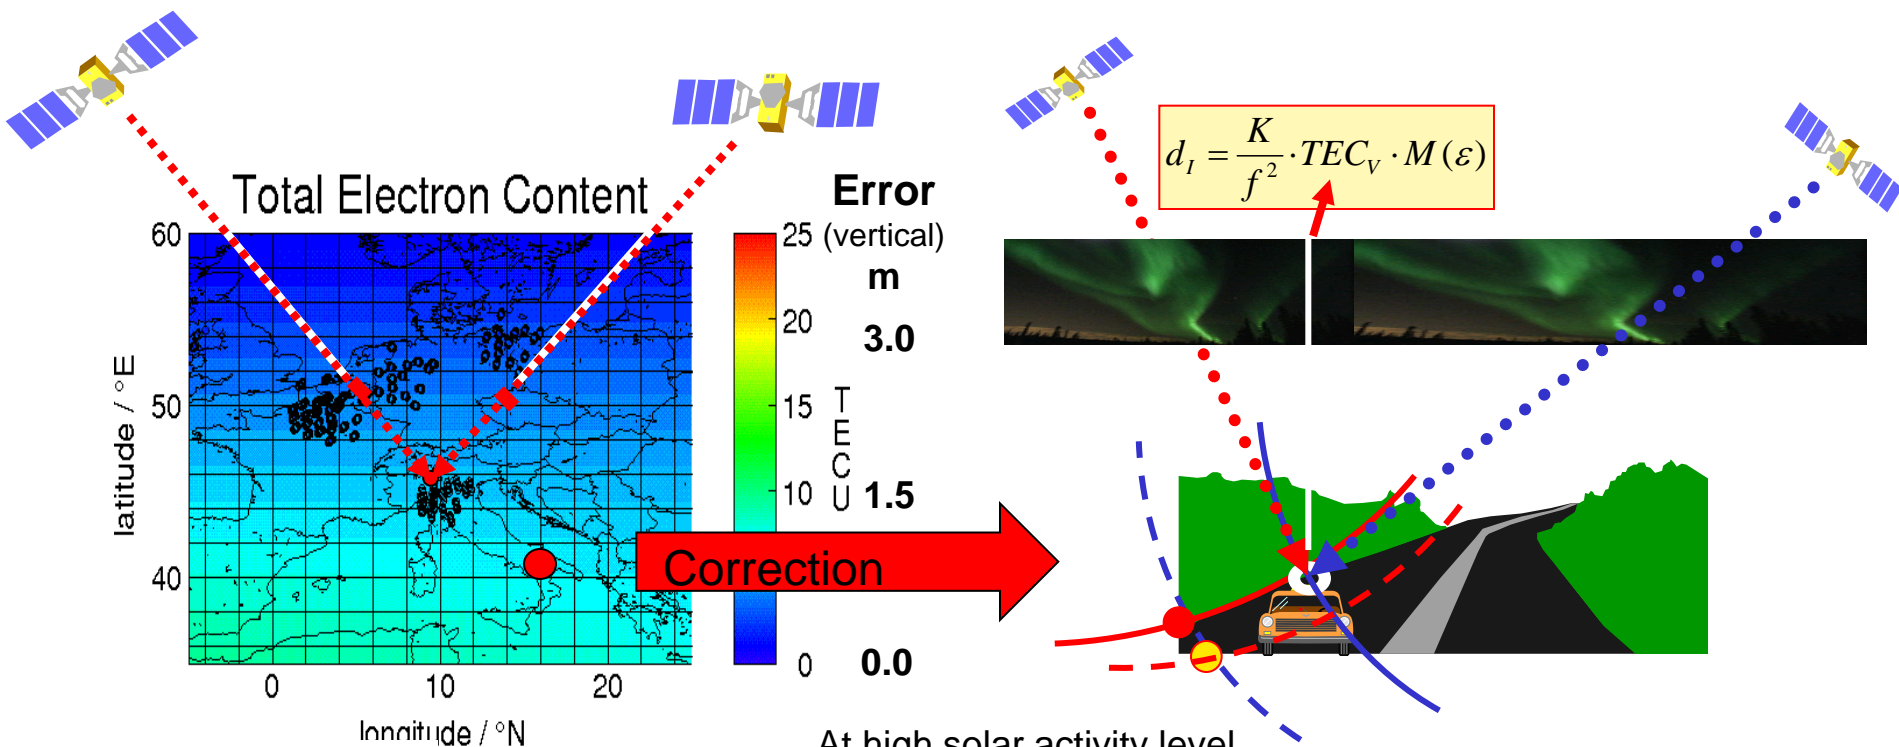 Total Electron Content
Error
(vertical)
m
60
50
40
latitude / °E
0
10
20
longitude / °N
25
20
15
10
0
TECU
3.0
1.5
0.0
Correction
d_I = K/f² · TEC_V · M(ε)
At high solar activity level